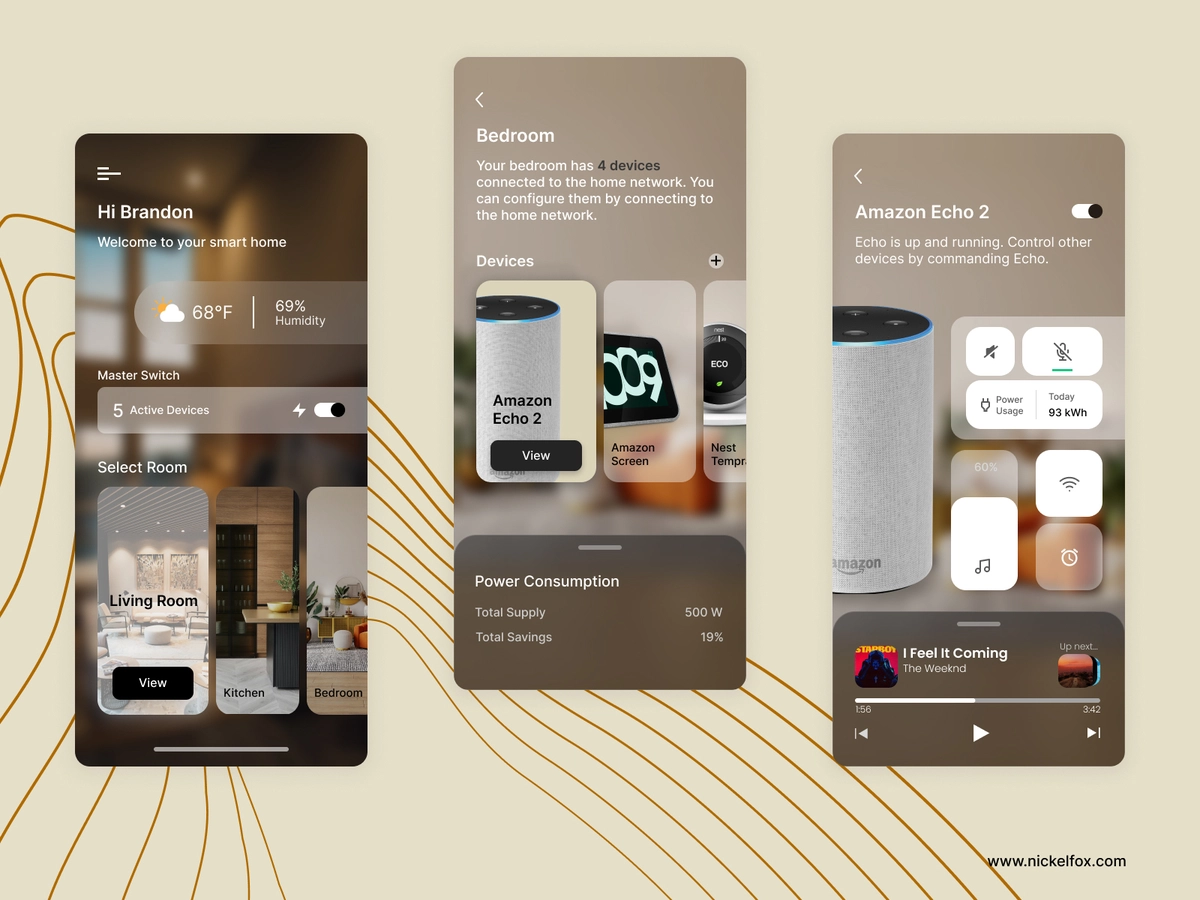 Hi Brandon
Welcome to your smart home
68°F
69%
Humidity
Master Switch
5 Active Devices
Select Room
Living Room
View
Kitchen
Bedroom
Bedroom
Your bedroom has 4 devices
connected to the home network. You
can configure them by connecting to
the home network.
Devices
Amazon
Echo 2
View
amazon
009
Amazon
Screen
nest
ECO
Nest
Tempra
Power Consumption
Total Supply 500 W
Total Savings 19%
Amazon Echo 2
Echo is up and running. Control other
devices by commanding Echo.
Power
Usage
Today
93 kWh
60%
amazon
STARBOY
I Feel It Coming
The Weeknd
Up next...
1:56
3:42
www.nickelfox.com